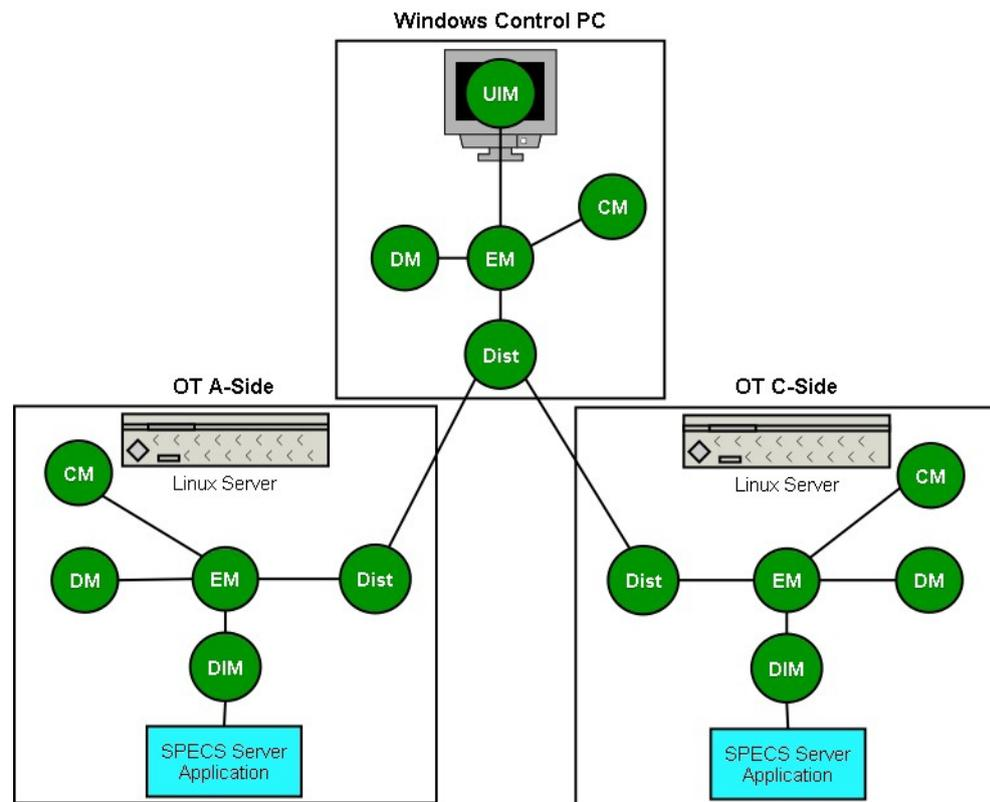 Windows Control PC
UIM
CM
DM
EM
Dist
OT A-Side
OT C-Side
Linux Server
CM
DM
EM
Dist
DIM
SPECS Server
Application
Linux Server
CM
Dist
EM
DM
DIM
SPECS Server
Application